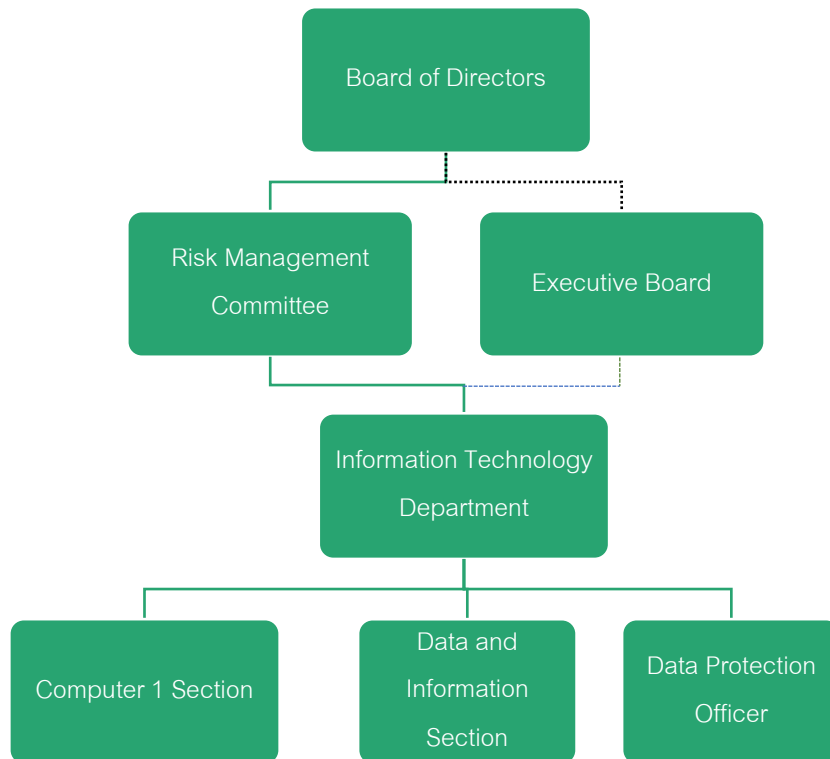 Board of Directors
Risk Management
Committee
Executive Board
Information Technology
Department
Computer 1 Section
Data and
Information
Section
Data Protection
Officer